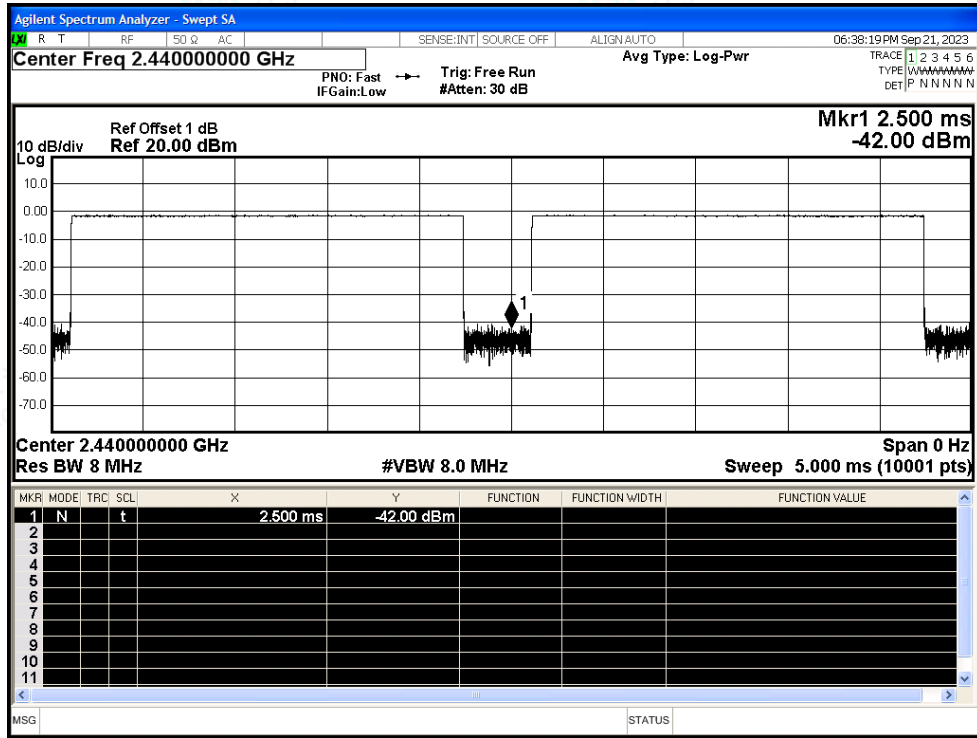 Agilent Spectrum Analyzer - Swept SA
LXI R T RF 50 Ω AC SENSE:INT SOURCE OFF ALIGN AUTO 06:38:19 PM Sep 21, 2023
Center Freq 2.440000000 GHz Avg Type: Log-Pwr TRACE 1 2 3 4 5 6
PNO: Fast Trig: Free Run TYPE WWWWWW
IFGain:Low #Atten: 30 dB DET P N N N N N
Mkr1 2.500 ms
Ref Offset 1 dB
10 dB/div Ref 20.00 dBm -42.00 dBm
Log
10.0
0.00
-10.0
-20.0
-30.0
1
-40.0
-50.0
-60.0
-70.0
Center 2.440000000 GHz Span 0 Hz
Res BW 8 MHz #VBW 8.0 MHz Sweep 5.000 ms (10001 pts)
MKR MODE TRC SCL X Y FUNCTION FUNCTION WIDTH FUNCTION VALUE
1 N t 2.500 ms -42.00 dBm
2
3
4
5
6
7
8
9
10
11
MSG STATUS